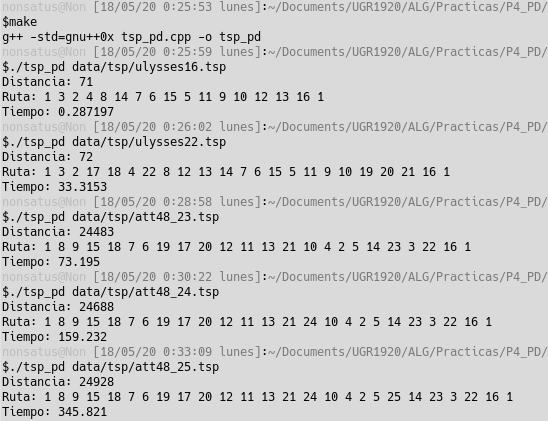 nonsatus@Non [18/05/20 0:25:53 lunes]:~/Documents/UGR1920/ALG/Practicas/P4_PD/
$make
g++ -std=gnu++0x tsp_pd.cpp -o tsp_pd
nonsatus@Non [18/05/20 0:25:59 lunes]:~/Documents/UGR1920/ALG/Practicas/P4_PD/
$./tsp_pd data/tsp/ulysses16.tsp
Distancia: 71
Ruta: 1 3 2 4 8 14 7 6 15 5 11 9 10 12 13 16 1
Tiempo: 0.287197
nonsatus@Non [18/05/20 0:26:02 lunes]:~/Documents/UGR1920/ALG/Practicas/P4_PD/
$./tsp_pd data/tsp/ulysses22.tsp
Distancia: 72
Ruta: 1 3 2 17 18 4 22 8 12 13 14 7 6 15 5 11 9 10 19 20 21 16 1
Tiempo: 33.3153
nonsatus@Non [18/05/20 0:28:58 lunes]:~/Documents/UGR1920/ALG/Practicas/P4_PD/
$./tsp_pd data/tsp/att48_23.tsp
Distancia: 24483
Ruta: 1 8 9 15 18 7 6 19 17 20 12 11 13 21 10 4 2 5 14 23 3 22 16 1
Tiempo: 73.195
nonsatus@Non [18/05/20 0:30:22 lunes]:~/Documents/UGR1920/ALG/Practicas/P4_PD/
$./tsp_pd data/tsp/att48_24.tsp
Distancia: 24688
Ruta: 1 8 9 15 18 7 6 19 17 20 12 11 13 21 24 10 4 2 5 14 23 3 22 16 1
Tiempo: 159.232
nonsatus@Non [18/05/20 0:33:09 lunes]:~/Documents/UGR1920/ALG/Practicas/P4_PD/
$./tsp_pd data/tsp/att48_25.tsp
Distancia: 24928
Ruta: 1 8 9 15 18 7 6 19 17 20 12 11 13 21 24 10 4 2 5 25 14 23 3 22 16 1
Tiempo: 345.821